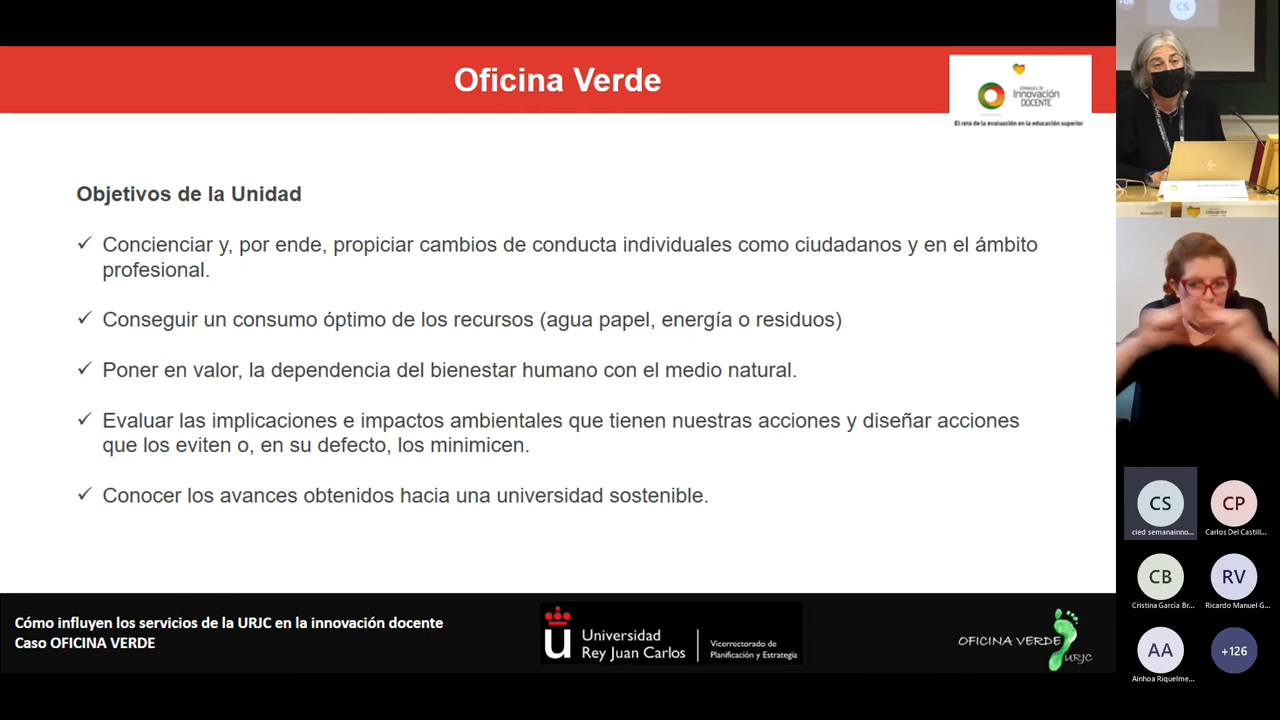 Oficina Verde
JORNADAS DE
Innovación
DOCENTE
El reto de la evaluación en la educación superior
Objetivos de la Unidad
✓ Concienciar y, por ende, propiciar cambios de conducta individuales como ciudadanos y en el ámbito
profesional.
✓ Conseguir un consumo óptimo de los recursos (agua papel, energía o residuos)
✓ Poner en valor, la dependencia del bienestar humano con el medio natural.
✓ Evaluar las implicaciones e impactos ambientales que tienen nuestras acciones y diseñar acciones
que los eviten o, en su defecto, los minimicen.
✓ Conocer los avances obtenidos hacia una universidad sostenible.
Cómo influyen los servicios de la URJC en la innovación docente
Caso OFICINA VERDE
u Universidad
Rey Juan Carlos
Vicerrectorado de
Planificación y Estrategia
OFICINA VERDE
URJC
+126
CS
CS
cied semanainno...
CP
Carlos Del Castill...
CB
Cristina García Br...
RV
Ricardo Manuel G...
AA
Ainhoa Riquelme...
+126